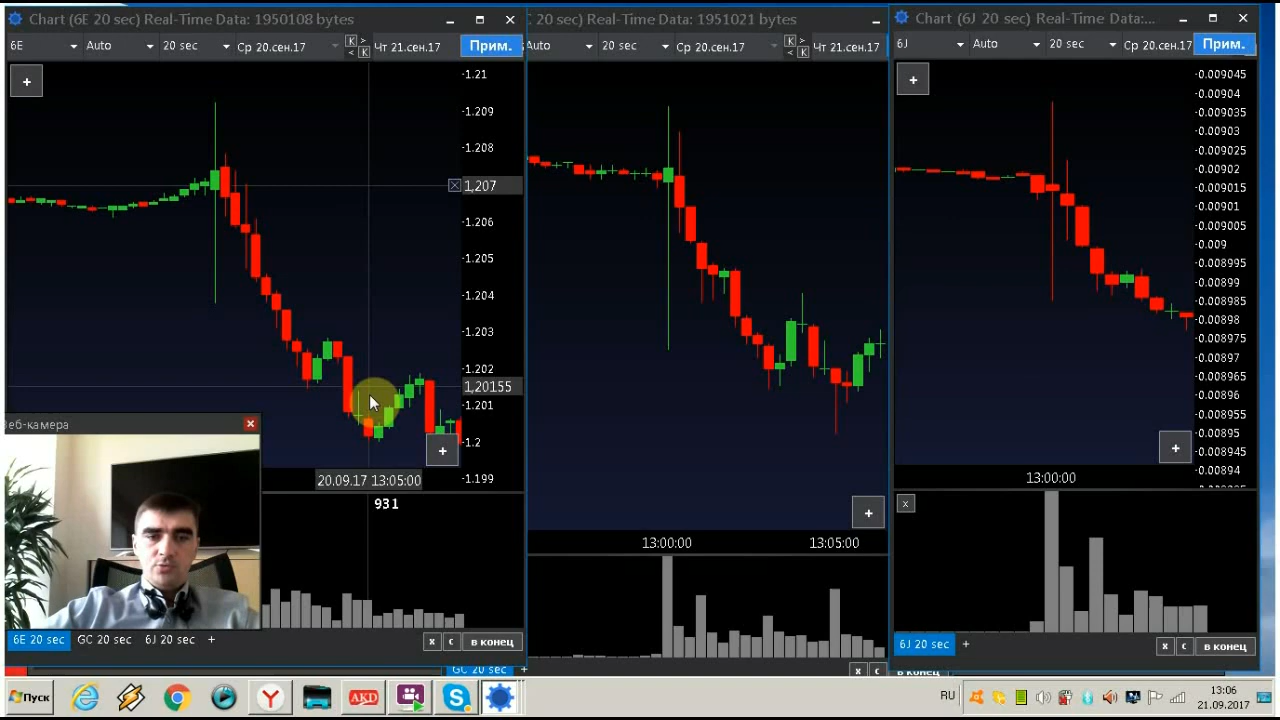 Chart (6E 20 sec) Real-Time Data: 1950108 bytes
6E Auto 20 sec Ср 20.сен.17 K > < K Чт 21.сен.17 Прим.
+
1.21
1.209
1.208
1,207
1.206
1.205
1.204
1.203
1.202
1,20155
1.201
1.2
1.199
+
20.09.17 13:05:00
931
еб-камера
6E 20 sec GC 20 sec 6J 20 sec +
x c в конец
C 20 sec) Real-Time Data: 1951021 bytes
Auto 20 sec Ср 20.сен.17 K > < K Чт 21.сен.17
+
13:00:00 13:05:00
x c
GC 20 sec +
Chart (6J 20 sec) Real-Time Data:...
6J Auto 20 sec Ср 20.сен.17 Прим.
+
0.009045
0.00904
0.009035
0.00903
0.009025
0.00902
0.009015
0.00901
0.009005
0.009
0.008995
0.00899
0.008985
0.00898
0.008975
0.00897
0.008965
0.00896
0.008955
0.00895
0.008945
0.00894
+
13:00:00
x
6J 20 sec +
x c в конец
в конец
Пуск
Y
AKD
S
RU
13:06
21.09.2017